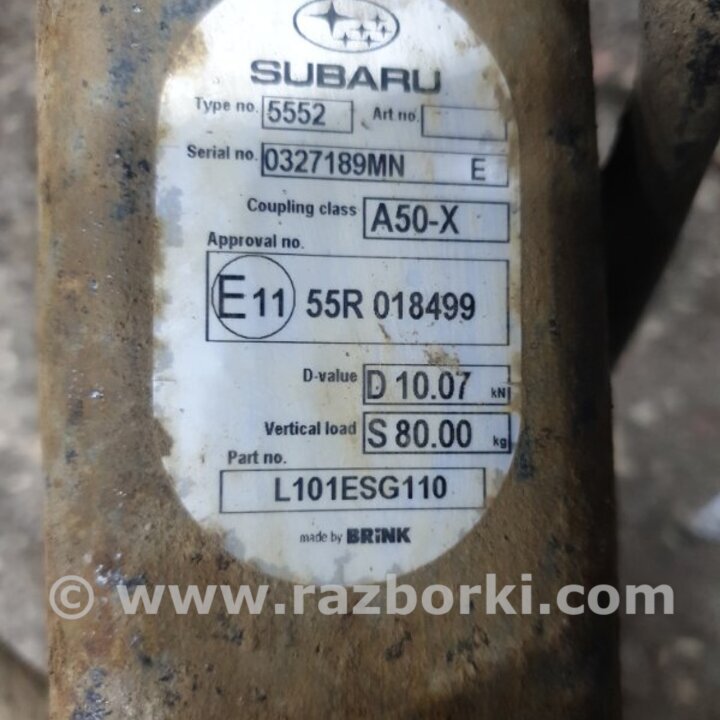 SUBARU
Type no. 5552 Art no.
Serial no. 0327189MN E
Coupling class A50-X
Approval no.
E11 55R 018499
D-value D 10.07 kN
Vertical load S 80.00 kg
Part no.
L101ESG110
made by BRINK
© www.razborki.com